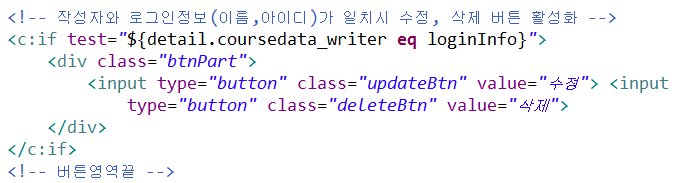 <!-- 작성자와 로그인정보(이름,아이디)가 일치시 수정, 삭제 버튼 활성화 -->
<c:if test="${detail.coursedata_writer eq loginInfo}">
<div class="btnPart">
<input type="button" class="updateBtn" value="수정"> <input
type="button" class="deleteBtn" value="삭제">
</div>
</c:if>
<!-- 버튼영역끝 -->